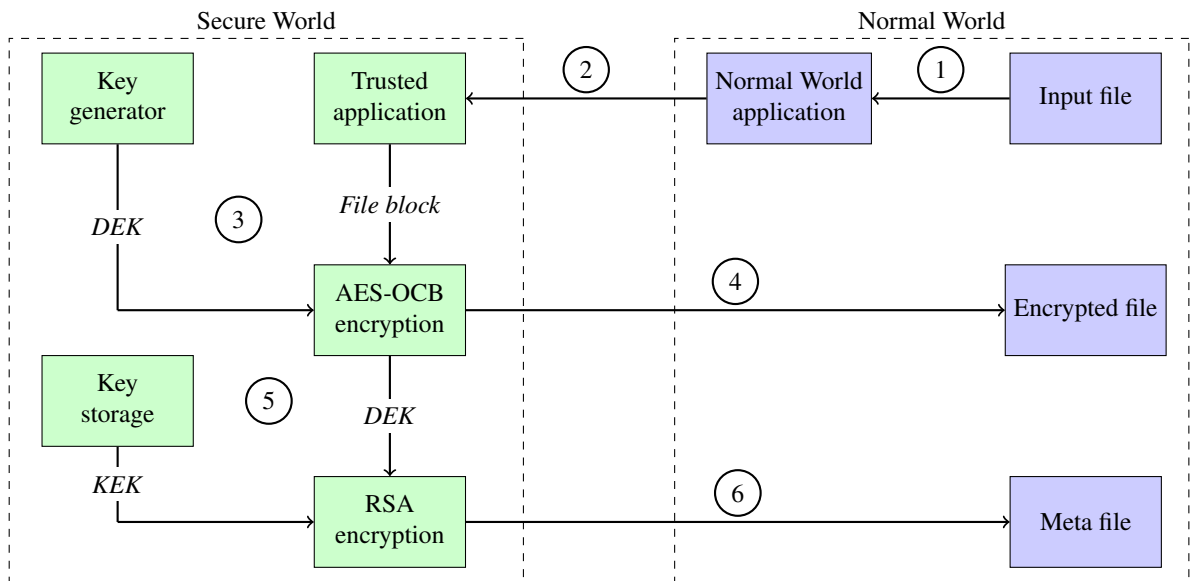 Secure World
Normal World
Key
generator
Trusted
application
2
Normal World
application
1
Input file
DEK
3
File block
AES-OCB
encryption
4
Encrypted file
Key
storage
5
DEK
KEK
RSA
encryption
6
Meta file